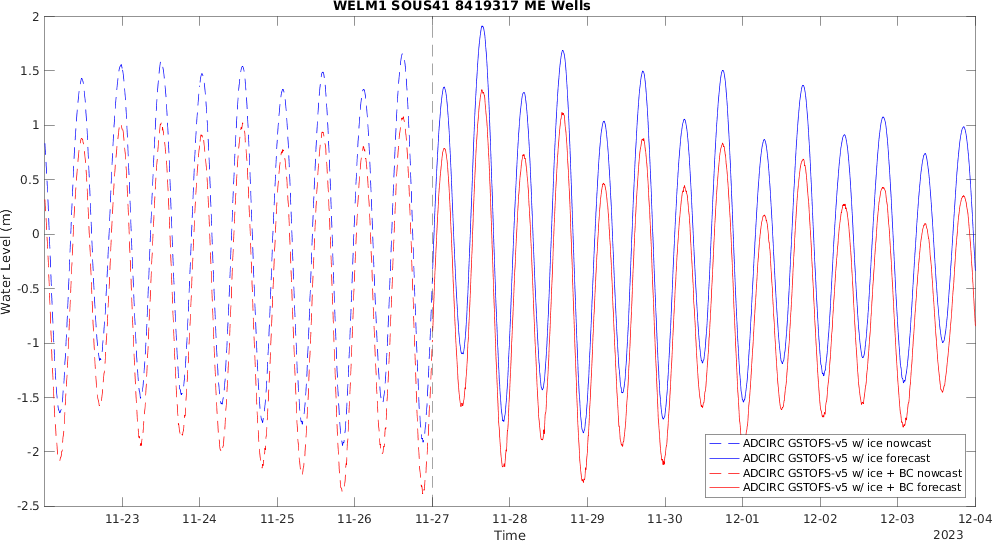 WELM1 SOUS41 8419317 ME Wells
2
1.5
1
0.5
0
-0.5
-1
-1.5
-2
-2.5
Water Level (m)
ADCIRC GSTOFS-v5 w/ ice nowcast
ADCIRC GSTOFS-v5 w/ ice forecast
ADCIRC GSTOFS-v5 w/ ice + BC nowcast
ADCIRC GSTOFS-v5 w/ ice + BC forecast
11-23 11-24 11-25 11-26 11-27 11-28 11-29 11-30 12-01 12-02 12-03 12-04
Time
2023